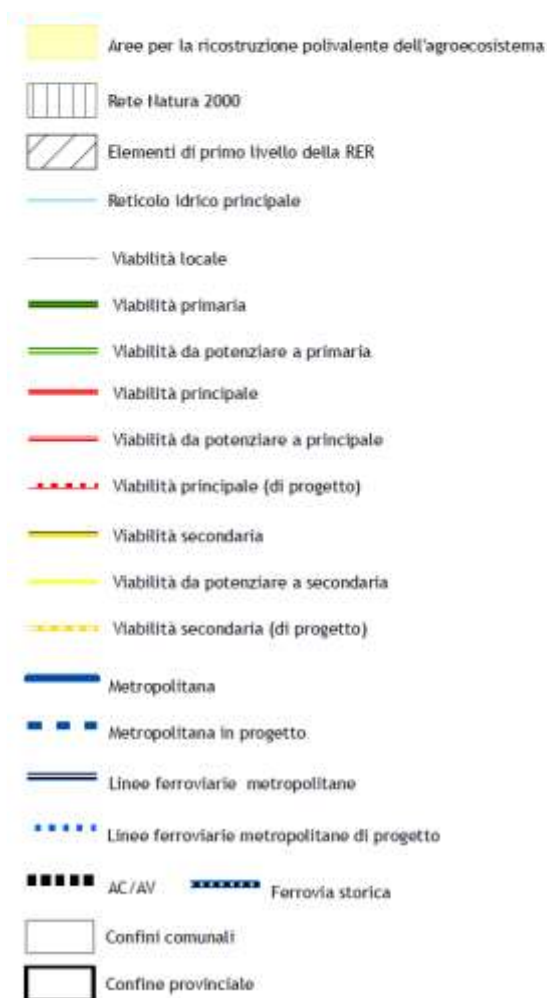 Aree per la ricostruzione polivalente dell'agroecosistema
Rete Natura 2000
Elementi di primo livello della RER
Reticolo idrico principale
Viabilità locale
Viabilità primaria
Viabilità da potenziare a primaria
Viabilità principale
Viabilità da potenziare a principale
Viabilità principale (di progetto)
Viabilità secondaria
Viabilità da potenziare a secondaria
Viabilità secondaria (di progetto)
Metropolitana
Metropolitana in progetto
Linee ferroviarie metropolitane
Linee ferroviarie metropolitane di progetto
AC/AV Ferrovia storica
Confini comunali
Confine provinciale